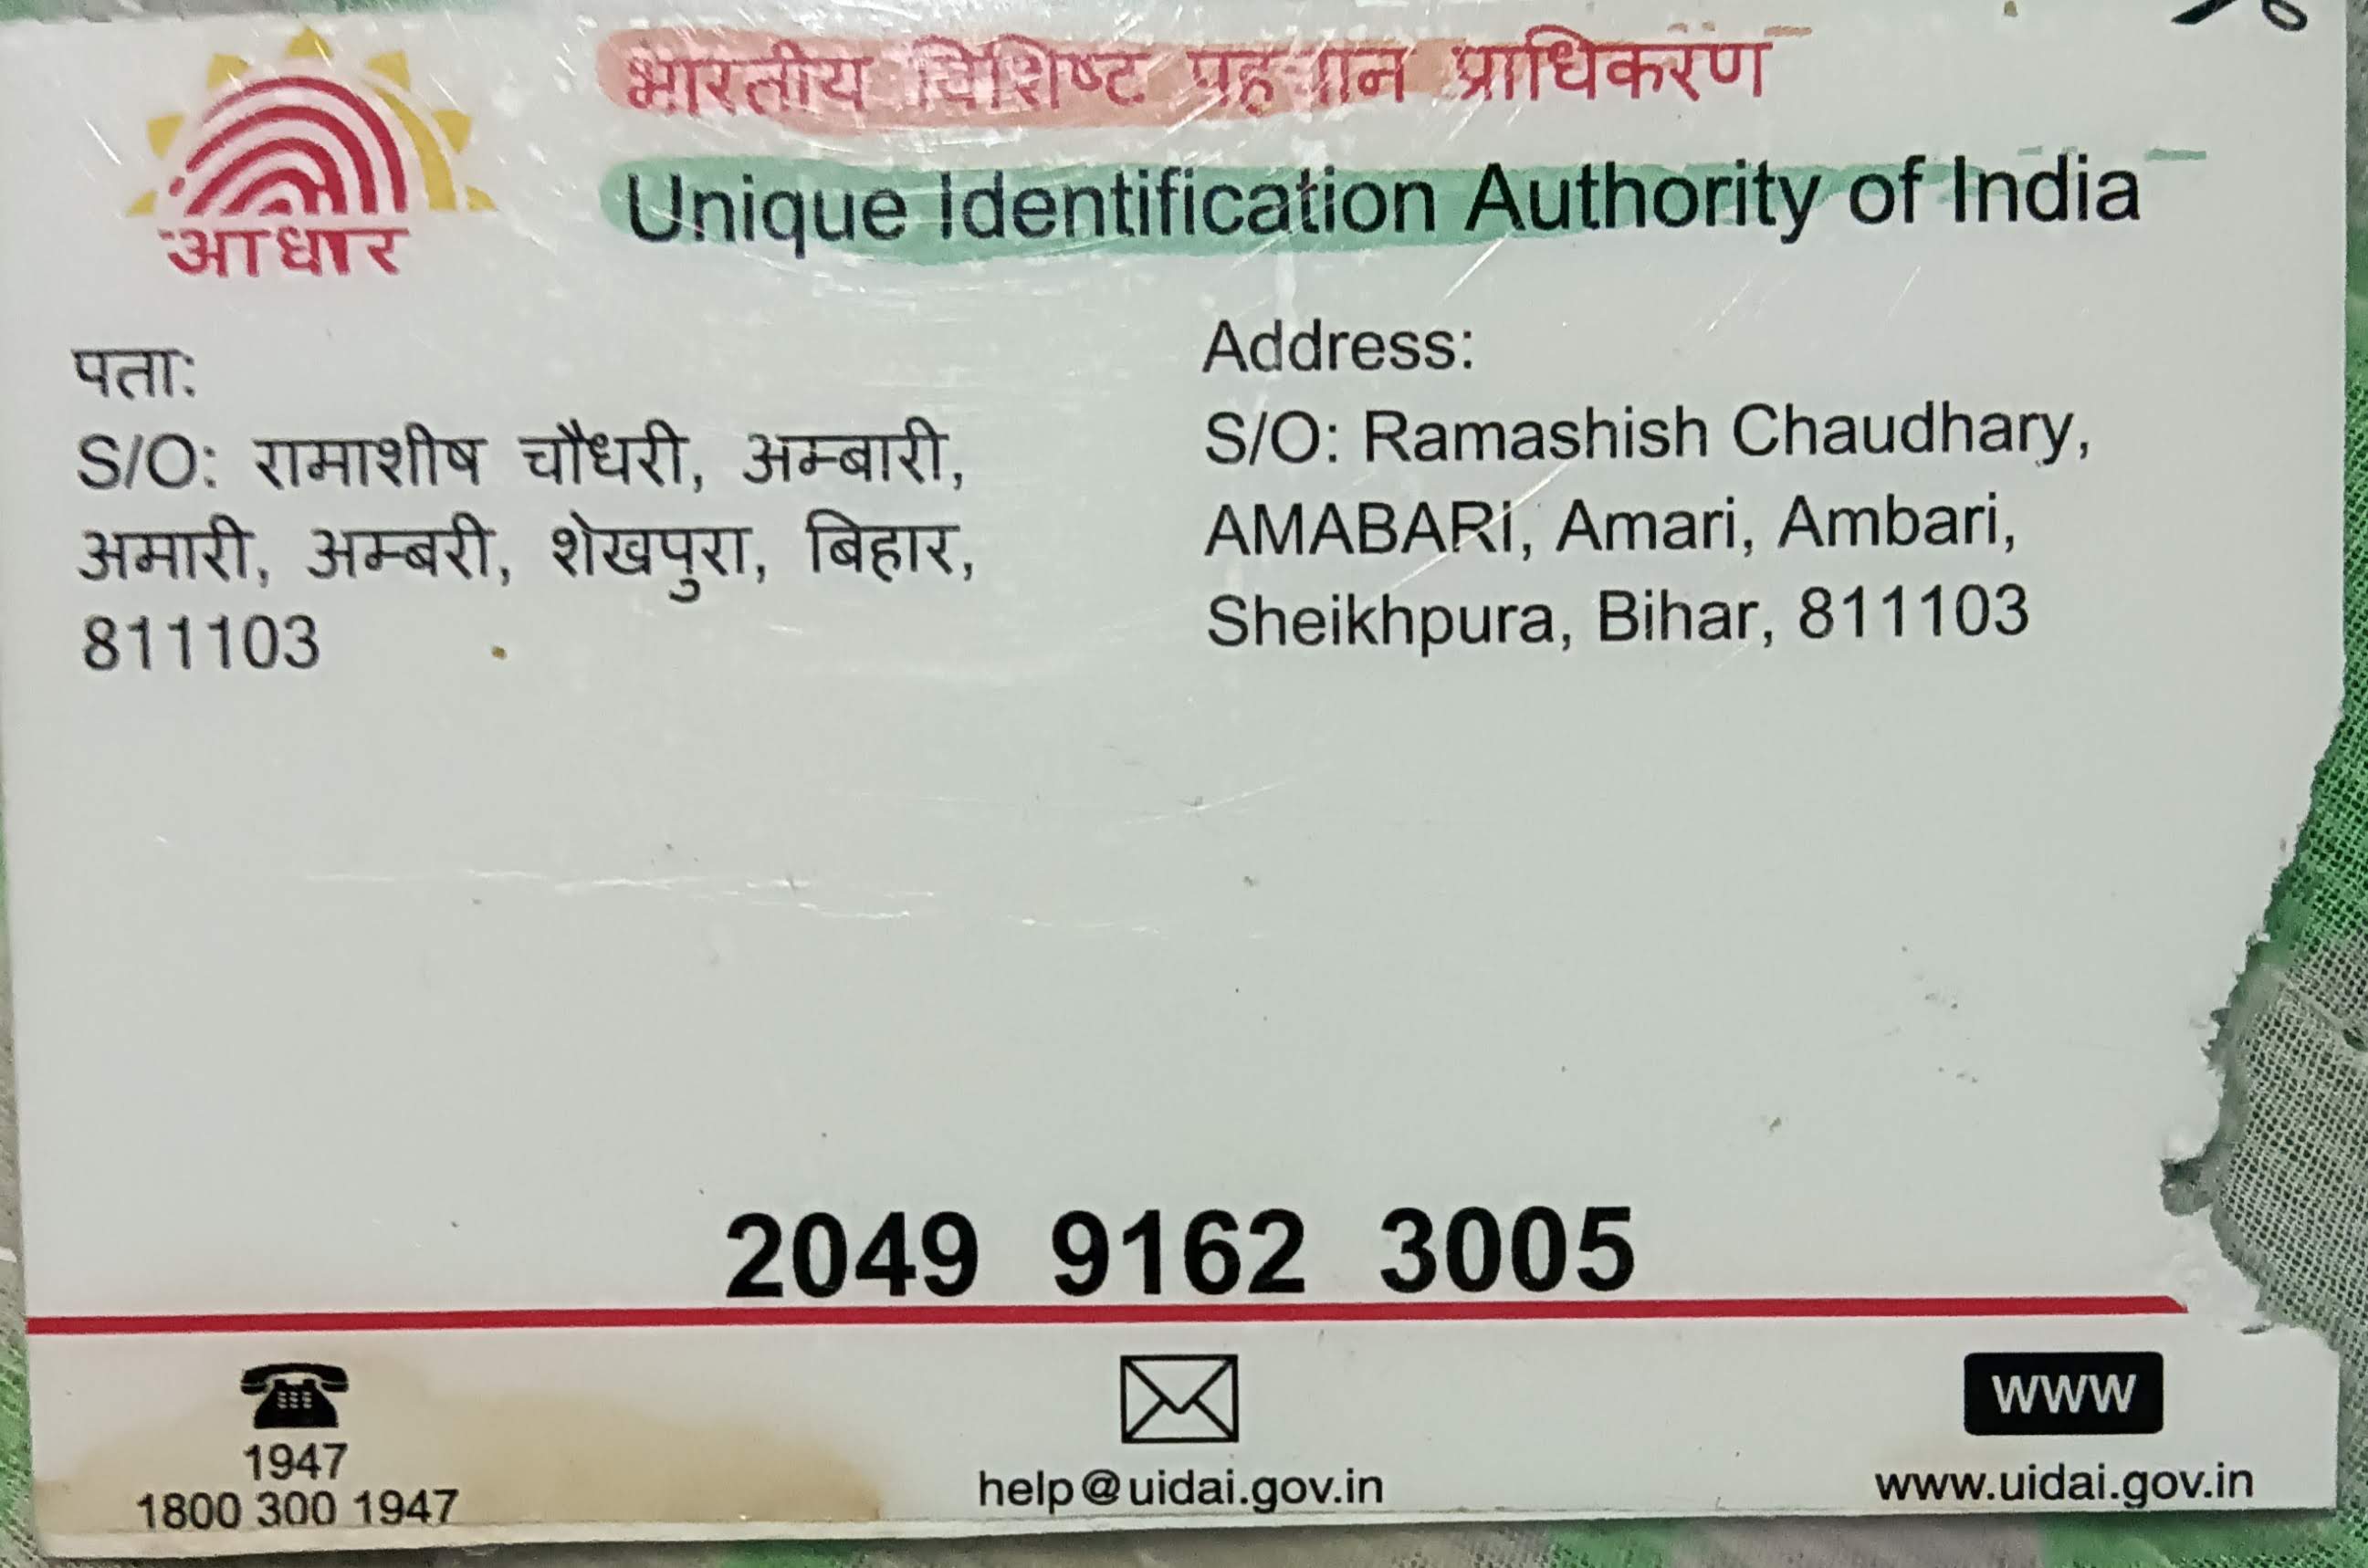 भारतीय विशिष्ट पहचान प्राधिकरण
Unique Identification Authority of India
आधार
पता:
S/O: रामाशीष चौधरी, अम्बारी,
अमारी, अम्बरी, शेखपुरा, बिहार,
811103
Address:
S/O: Ramashish Chaudhary,
AMABARI, Amari, Ambari,
Sheikhpura, Bihar, 811103
2049 9162 3005
1947
1800 300 1947
help@uidai.gov.in
www
www.uidai.gov.in